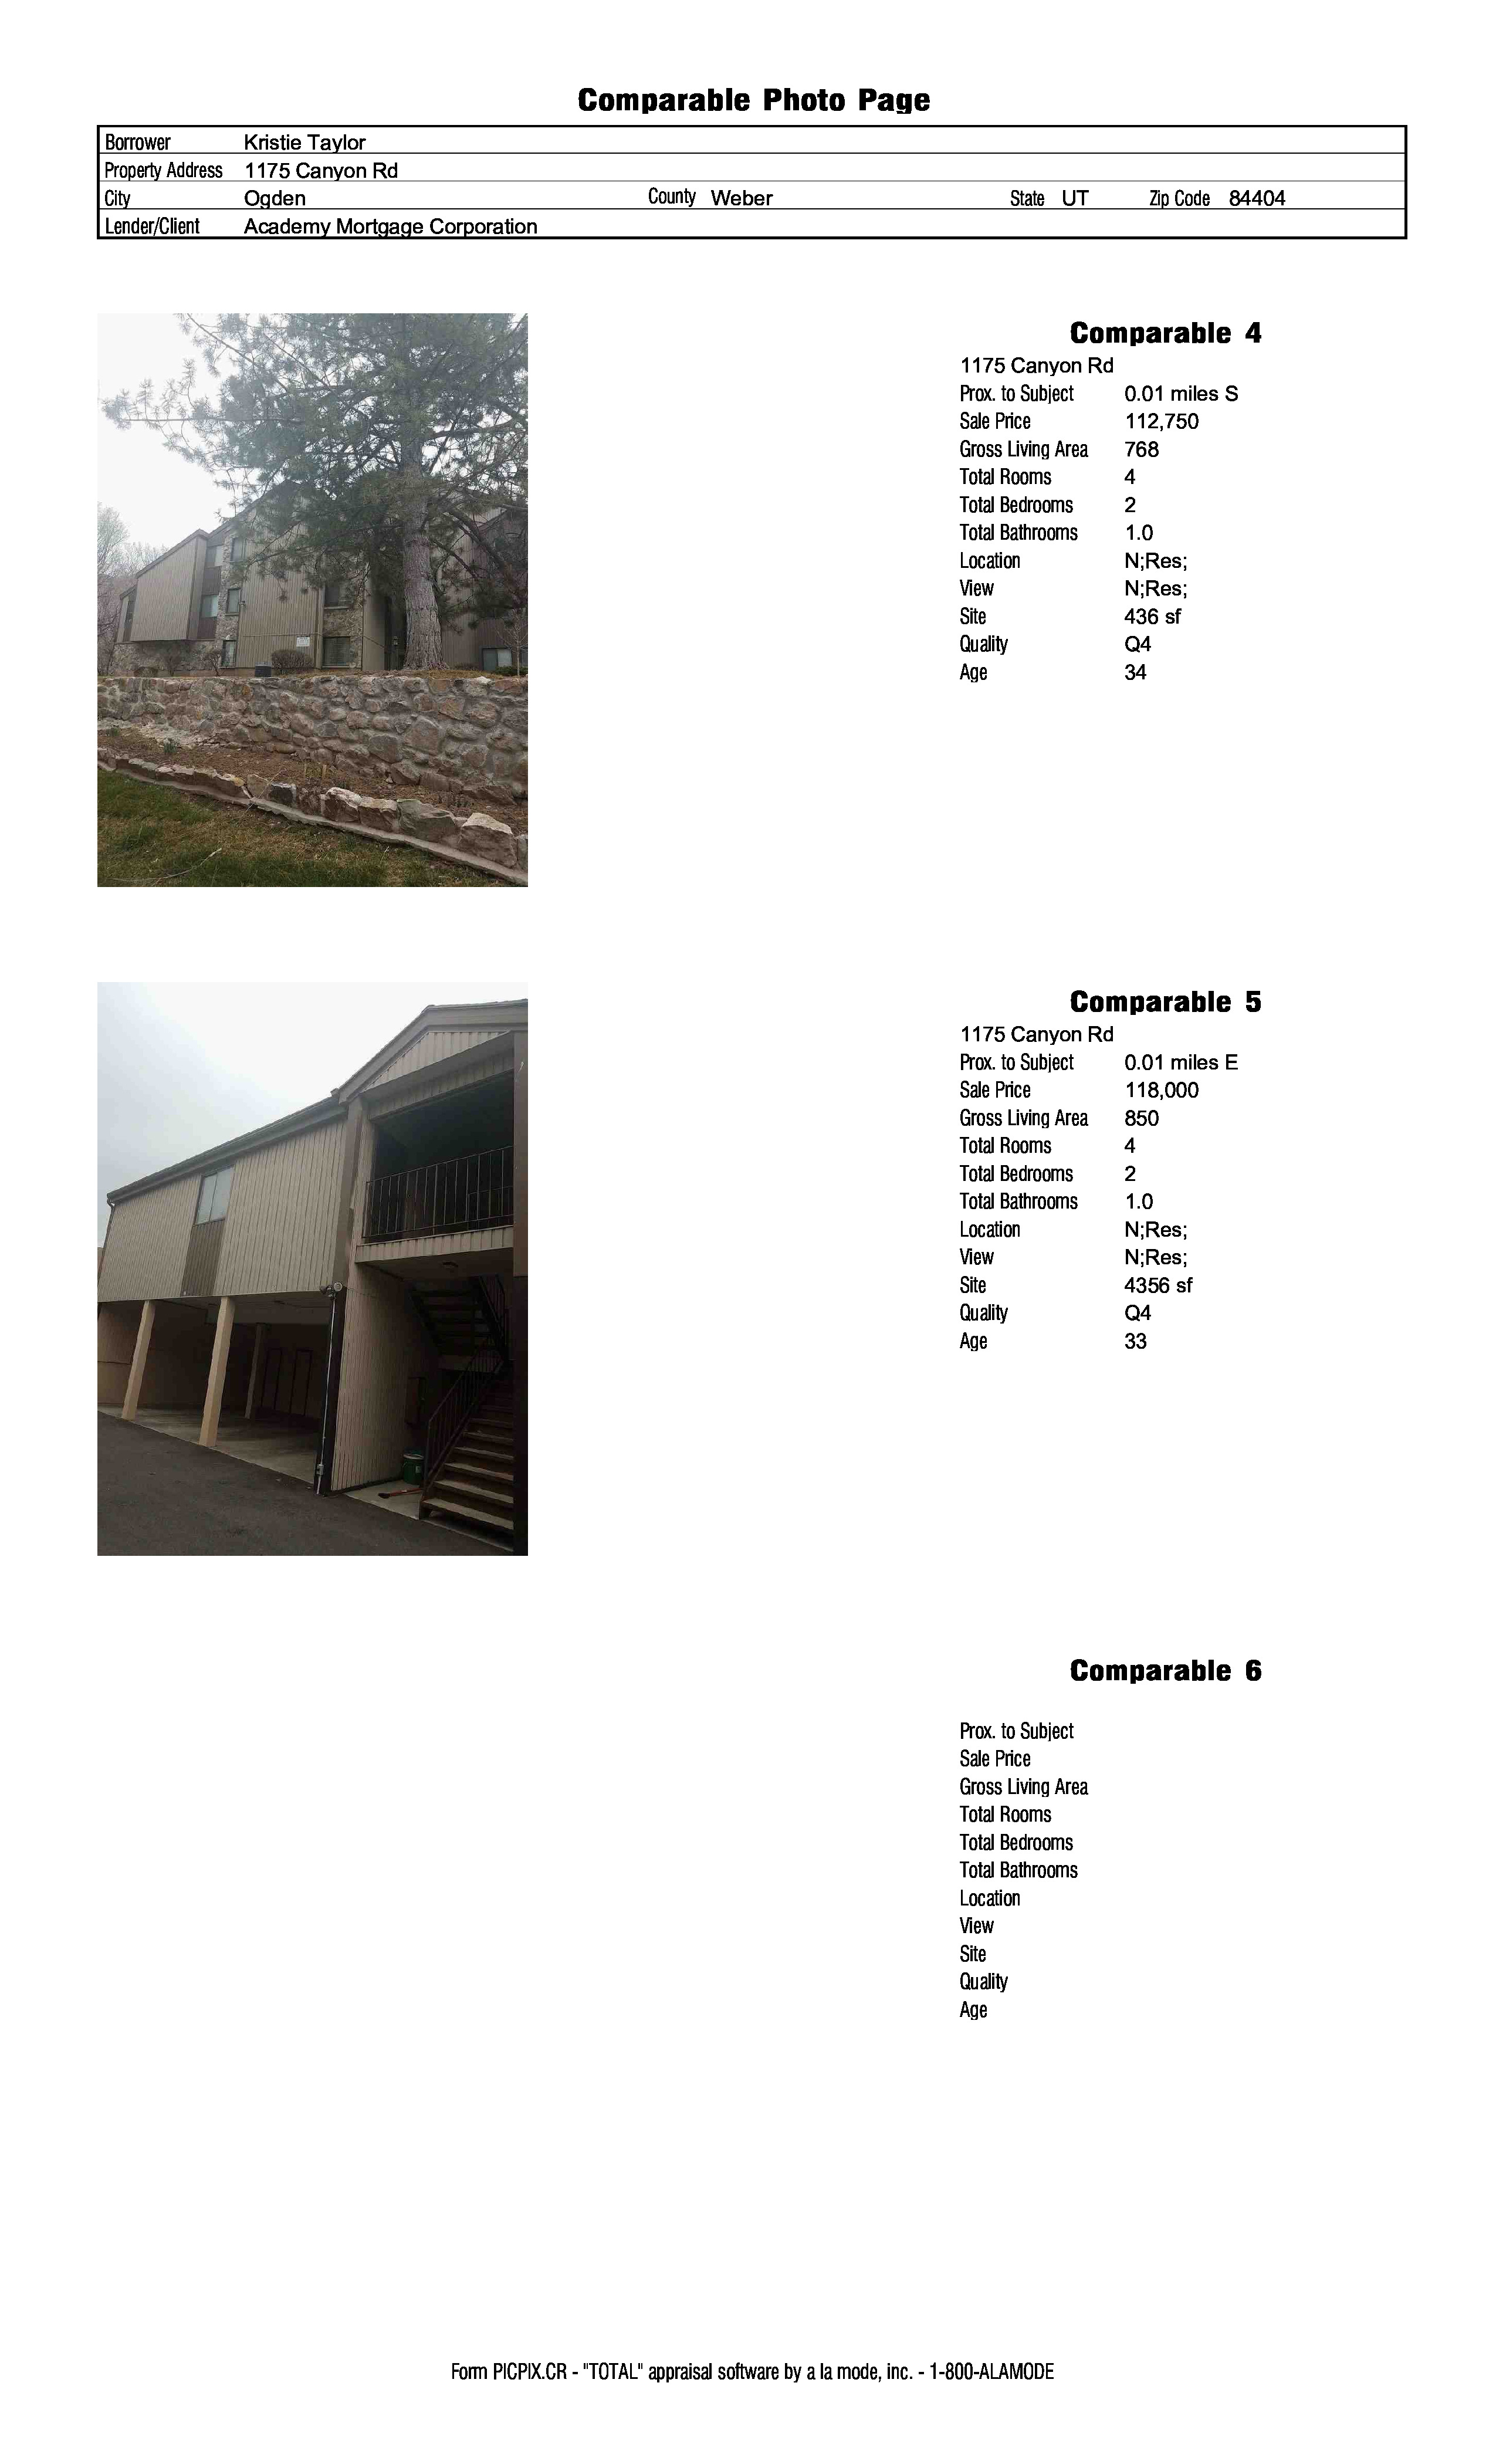 Comparable Photo Page
Borrower Kristie Taylor
Property Address 1175 Canyon Rd
City Ogden County Weber State UT Zip Code 84404
Lender/Client Academy Mortgage Corporation
Comparable 4
1175 Canyon Rd
Prox. to Subject 0.01 miles S
Sale Price 112,750
Gross Living Area 768
Total Rooms 4
Total Bedrooms 2
Total Bathrooms 1.0
Location N;Res;
View N;Res;
Site 436 sf
Quality Q4
Age 34
Comparable 5
1175 Canyon Rd
Prox. to Subject 0.01 miles E
Sale Price 118,000
Gross Living Area 850
Total Rooms 4
Total Bedrooms 2
Total Bathrooms 1.0
Location N;Res;
View N;Res;
Site 4356 sf
Quality Q4
Age 33
Comparable 6
Prox. to Subject
Sale Price
Gross Living Area
Total Rooms
Total Bedrooms
Total Bathrooms
Location
View
Site
Quality
Age
Form PICPIX.CR - "TOTAL" appraisal software by a la mode, inc. - 1-800-ALAMODE